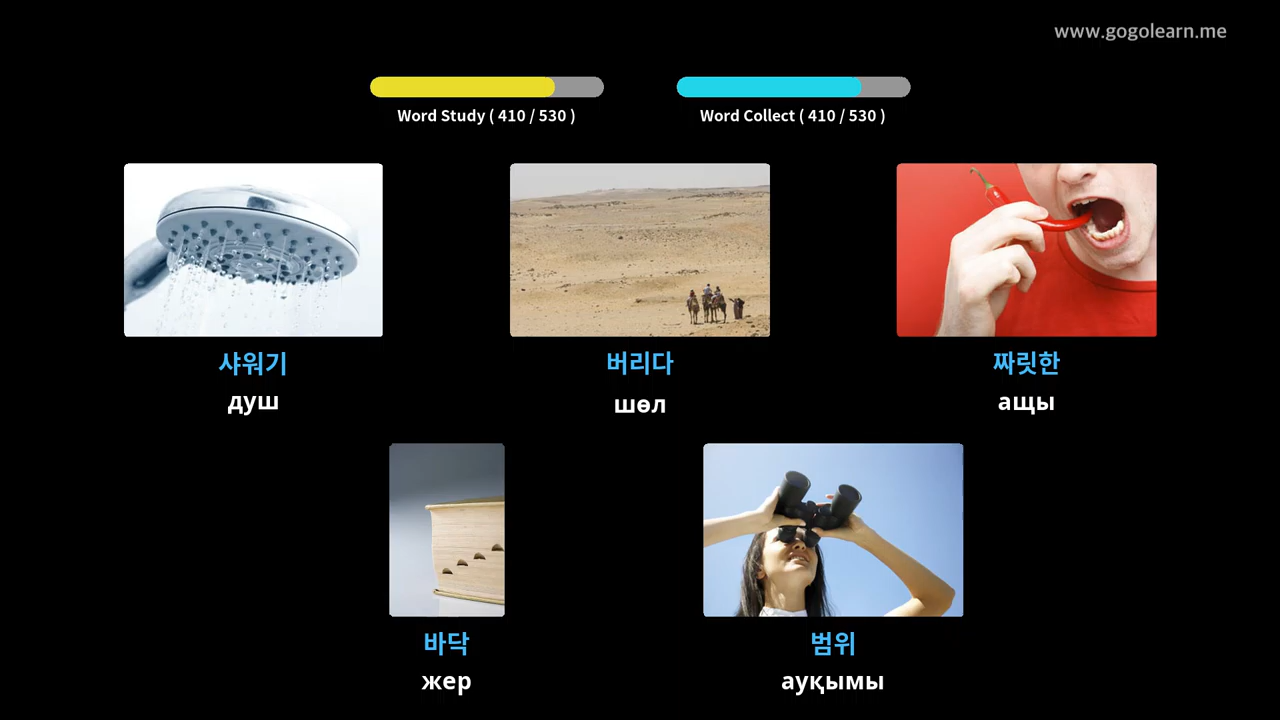 www.gogolearn.me
Word Study ( 410 / 530 )
Word Collect ( 410 / 530 )
샤워기
버리다
짜릿한
душ
шөл
ащы
바닥
범위
жер
ауқымы